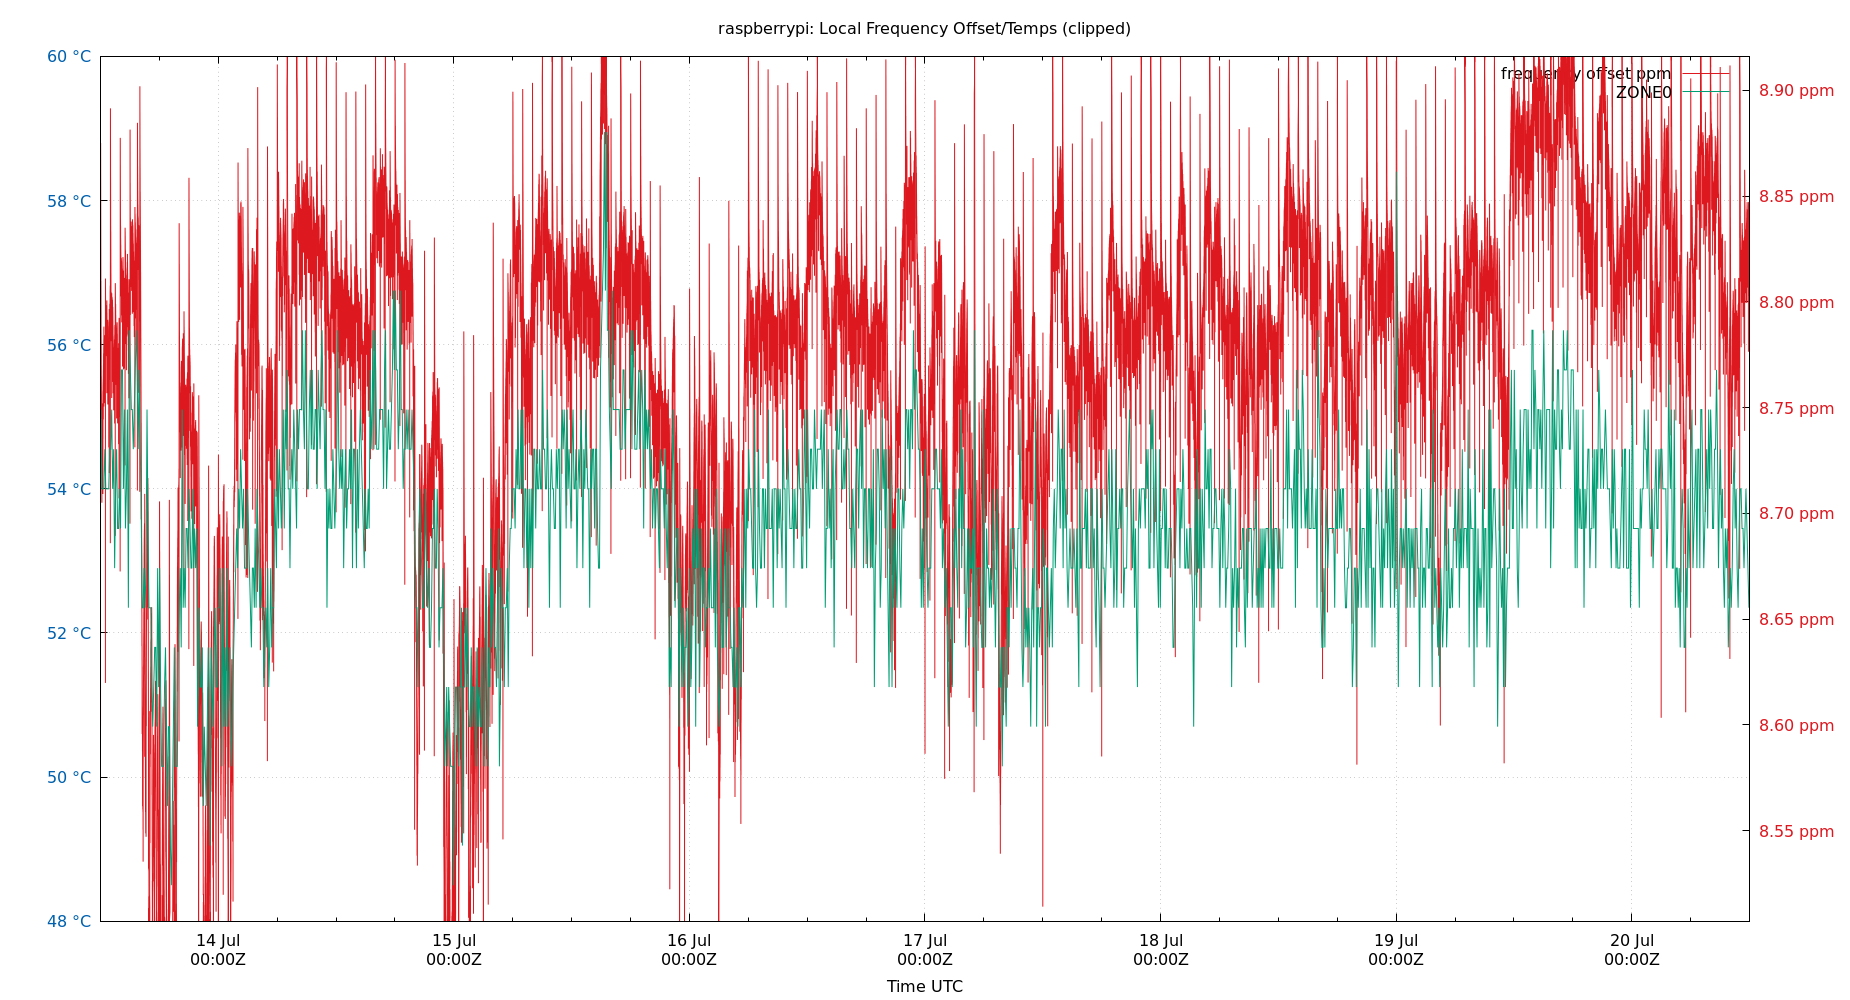 raspberrypi: Local Frequency Offset/Temps (clipped)
60 °C
58 °C
56 °C
54 °C
52 °C
50 °C
48 °C
frequency offset ppm
ZONE0
8.90 ppm
8.85 ppm
8.80 ppm
8.75 ppm
8.70 ppm
8.65 ppm
8.60 ppm
8.55 ppm
14 Jul
00:00Z
15 Jul
00:00Z
16 Jul
00:00Z
17 Jul
00:00Z
18 Jul
00:00Z
19 Jul
00:00Z
20 Jul
00:00Z
Time UTC